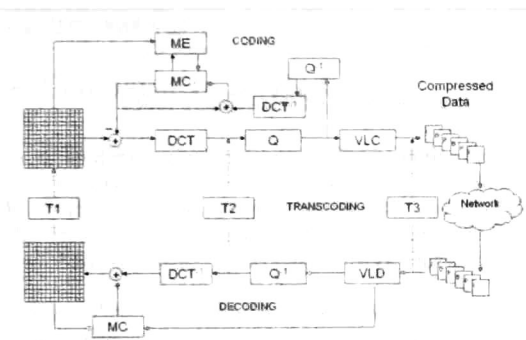 ME
CODING
MC
Q⁻¹
DCT⁻¹
Compressed
Data
DCT
Q
VLC
T1
T2
TRANSCODING
T3
Network
DCT⁻¹
Q⁻¹
VLD
DECODING
MC